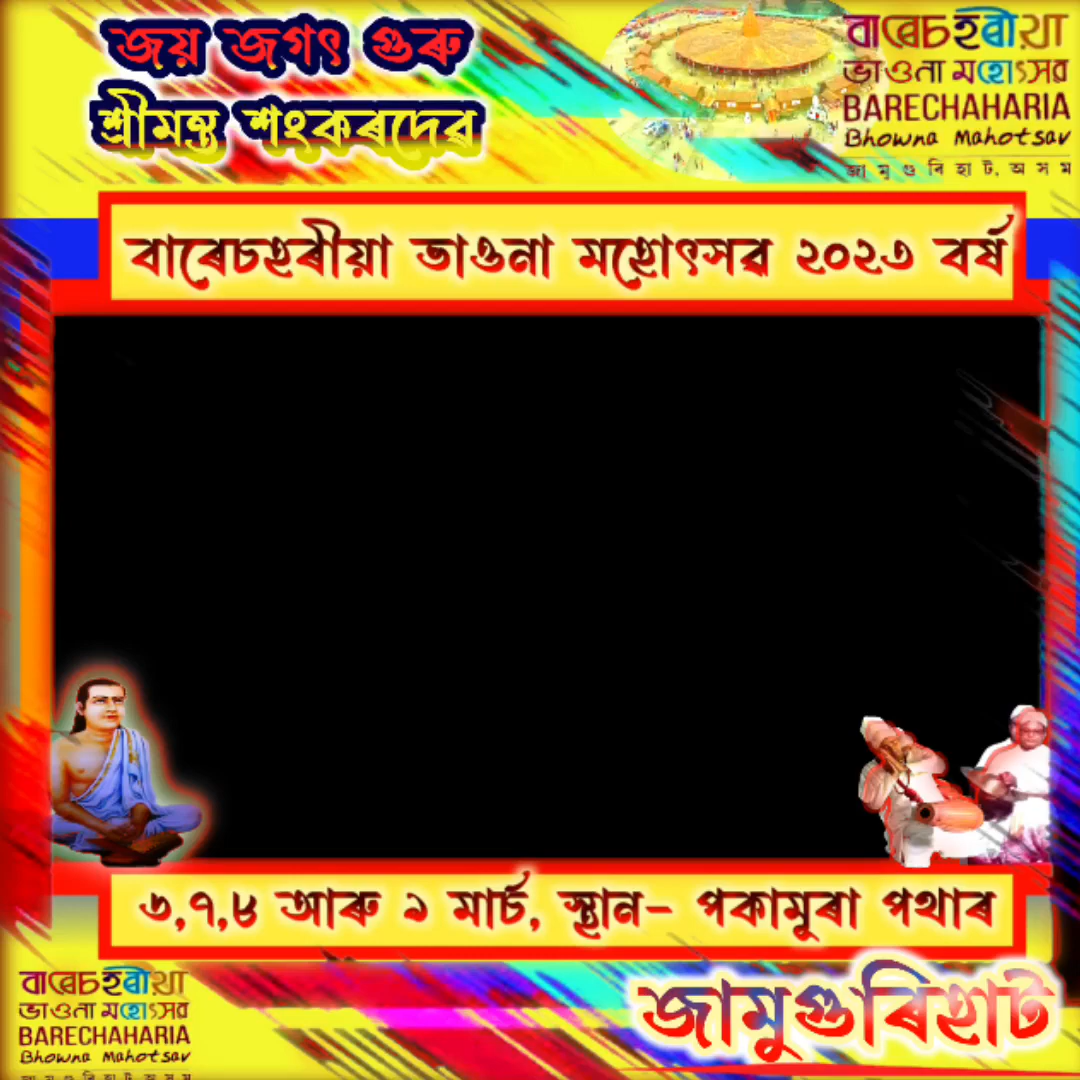 জয় জগৎ গুৰু
শ্ৰীমন্ত শংকৰদেৱ
বাৰেচহৰীয়া
ভাওনা মহোৎসৱ
BARECHAHARIA
Bhowna Mahotsav
জামুগুৰিহাট, অসম
বাৰেচহৰীয়া ভাওনা মহোৎসৱ ২০২৩ বৰ্ষ
৬,৭,৮ আৰু ৯ মাৰ্চ, স্থান- পকামুৰা পথাৰ
জামুগুৰিহাট
বাৰেচহৰীয়া
ভাওনা মহোৎসৱ
BARECHAHARIA
Bhowna Mahotsav